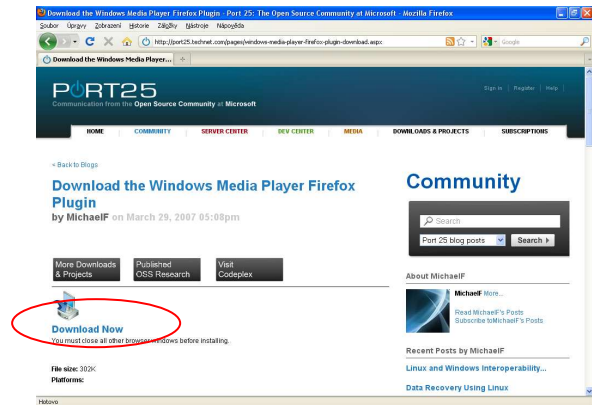 Download the Windows Media Player Firefox Plugin - Port 25: The Open Source Community at Microsoft - Mozilla Firefox
Soubor Úpravy Zobrazení Historie Záložky Nástroje Nápověda
http://port25.technet.com/pages/windows-media-player-firefox-plugin-download.aspx
Google
Download the Windows Media Player...
PORT25
Communication from the Open Source Community at Microsoft
Sign in | Register | Help
HOME COMMUNITY SERVER CENTER DEV CENTER MEDIA DOWNLOADS & PROJECTS SUBSCRIPTIONS
« Back to Blogs
Download the Windows Media Player Firefox
Plugin
by MichaelF on March 29, 2007 05:08pm
More Downloads
& Projects
Published
OSS Research
Visit
Codeplex
Download Now
You must close all other browser windows before installing.
File size: 302K
Platforms:
Community
Search
Port 25 blog posts Search
About MichaelF
MichaelF More...
Read MichaelF's Posts
Subscribe toMichaelF's Posts
Recent Posts by MichaelF
Linux and Windows Interoperability...
Data Recovery Using Linux
Hotovo